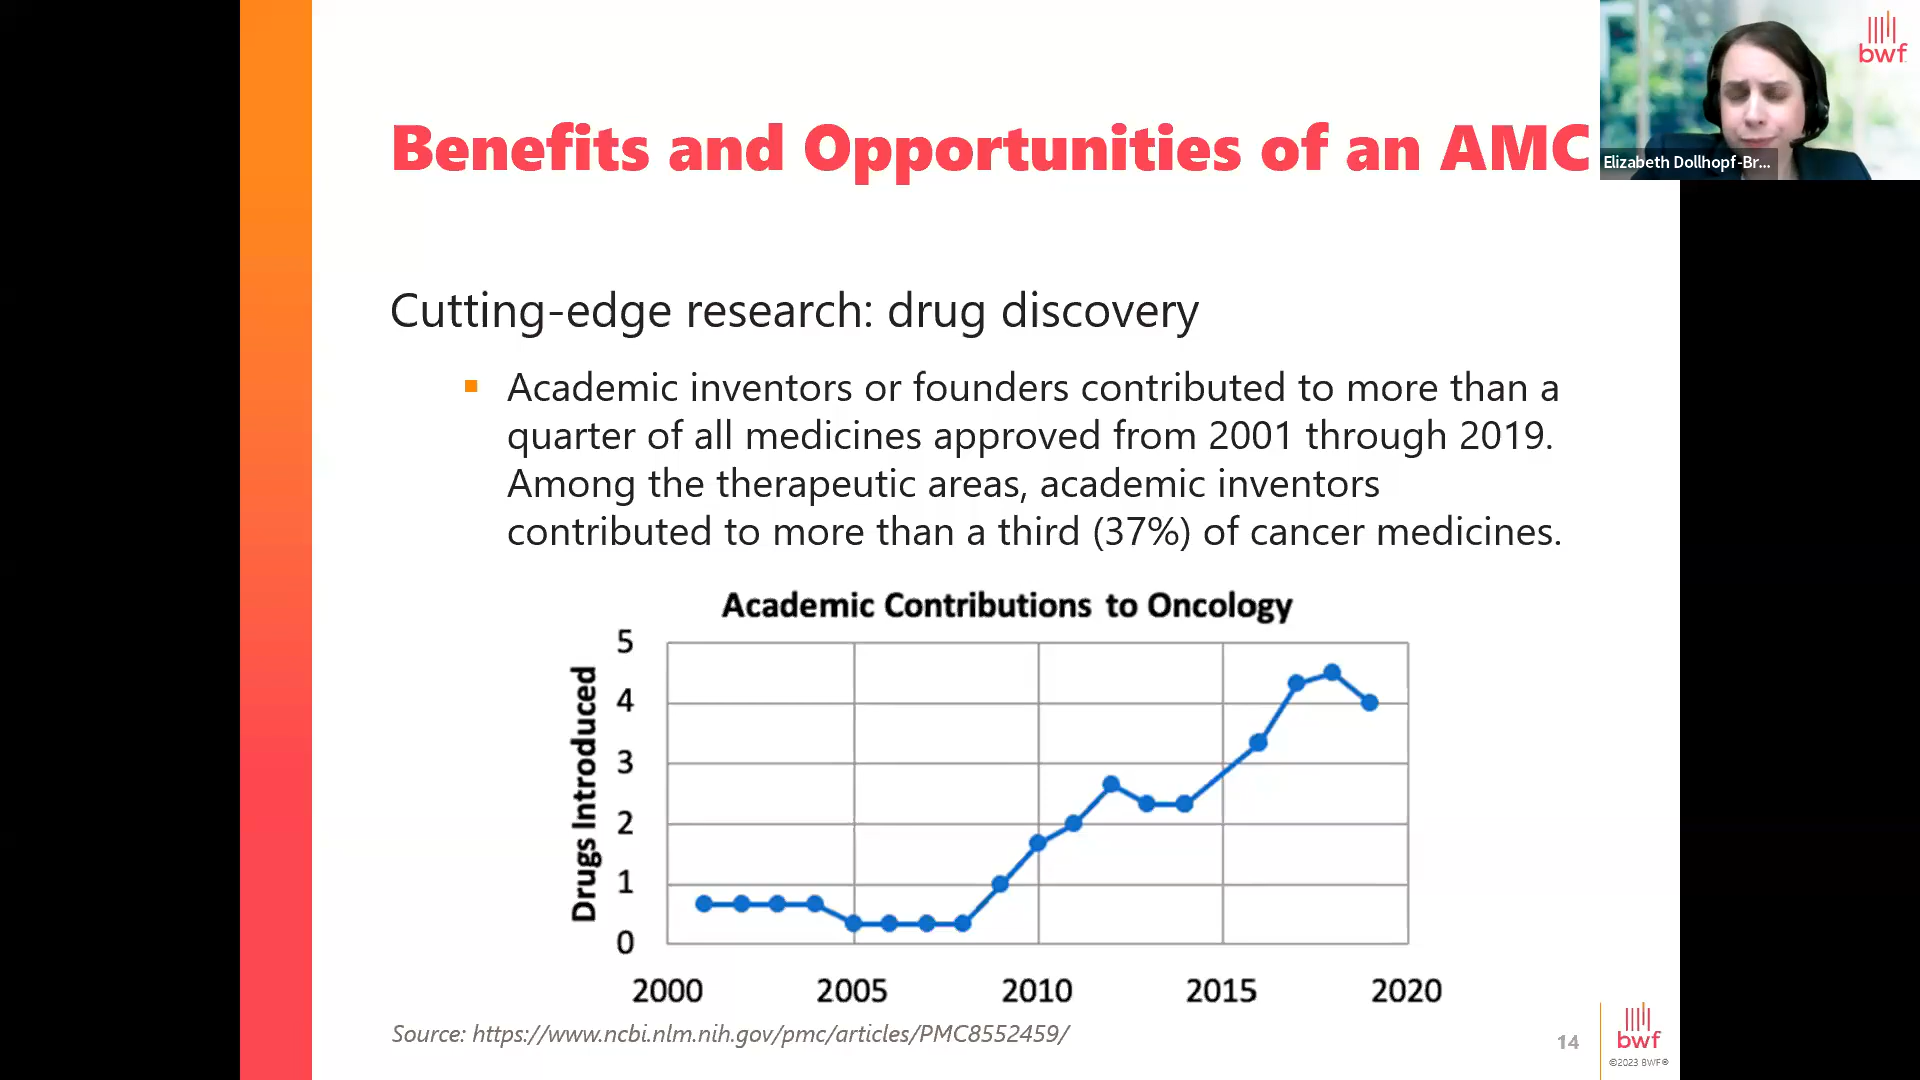 Benefits and Opportunities of an AMC
bwf
Elizabeth Dollhopf-Br...
Cutting-edge research: drug discovery
Academic inventors or founders contributed to more than a
quarter of all medicines approved from 2001 through 2019.
Among the therapeutic areas, academic inventors
contributed to more than a third (37%) of cancer medicines.
Academic Contributions to Oncology
Drugs Introduced
5
4
3
2
1
0
2000 2005 2010 2015 2020
Source: https://www.ncbi.nlm.nih.gov/pmc/articles/PMC8552459/
14
bwf
©2023 BWF®